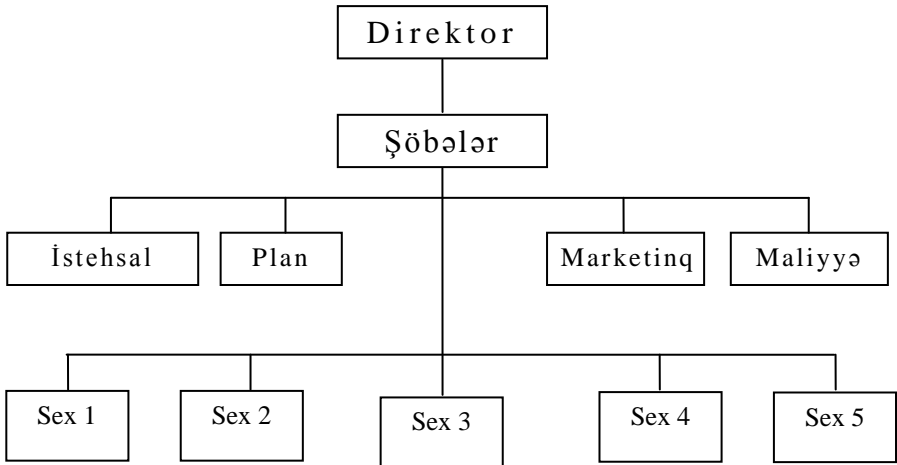 Direktor
Şöbələr
İstehsal
Plan
Marketinq
Maliyyə
Sex 1
Sex 2
Sex 3
Sex 4
Sex 5